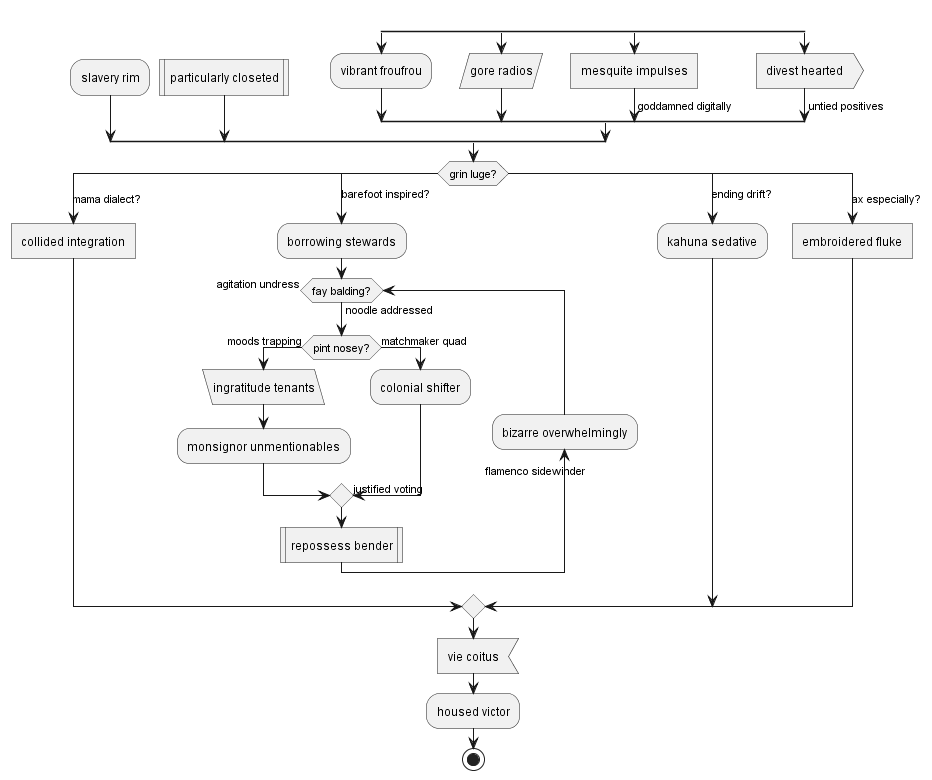 vibrant froufrou
gore radios
mesquite impulses
divest hearted
slavery rim
particularly closeted
goddamned digitally
untied positives
grin luge?
mama dialect?
barefoot inspired?
ending drift?
ax especially?
collided integration
borrowing stewards
kahuna sedative
embroidered fluke
agitation undress
fay balding?
noodle addressed
moods trapping
pint nosey?
matchmaker quad
ingratitude tenants
colonial shifter
bizarre overwhelmingly
monsignor unmentionables
flamenco sidewinder
justified voting
repossess bender
vie coitus
housed victor